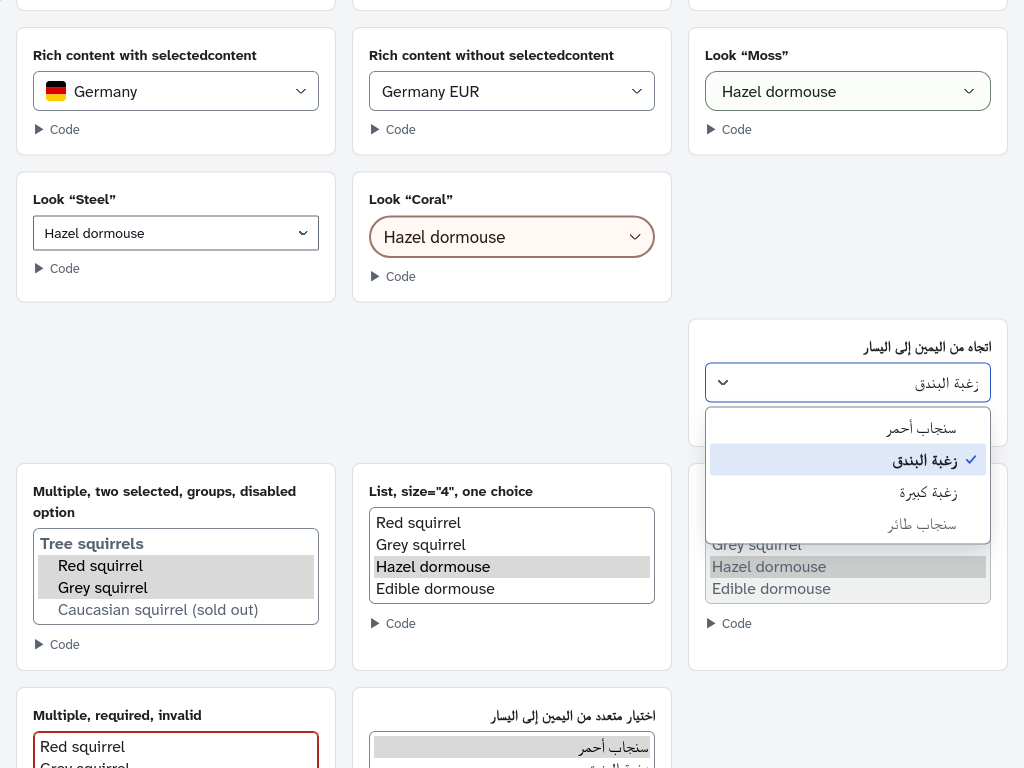 Rich content with selectedcontent
Germany
Code
Rich content without selectedcontent
Germany EUR
Code
Look “Moss”
Hazel dormouse
Code
Look “Steel”
Hazel dormouse
Code
Look “Coral”
Hazel dormouse
Code
اتجاه من اليمين إلى اليسار
زغبة البندق
سنجاب أحمر
زغبة البندق
زغبة كبيرة
سنجاب طائر
Multiple, two selected, groups, disabled
option
Tree squirrels
Red squirrel
Grey squirrel
Caucasian squirrel (sold out)
Code
List, size="4", one choice
Red squirrel
Grey squirrel
Hazel dormouse
Edible dormouse
Code
Grey squirrel
Hazel dormouse
Edible dormouse
Code
Multiple, required, invalid
Red squirrel
Grey squirrel
اختيار متعدد من اليمين إلى اليسار
سنجاب أحمر